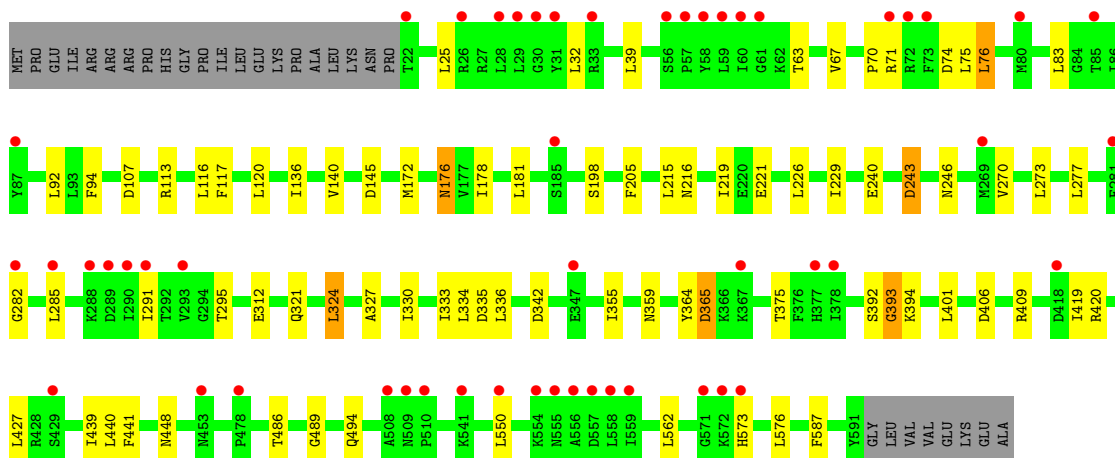 MET PRO GLU ILE ARG ARG ARG PRO HIS GLY PRO ILE LEU GLU LYS PRO ALA LEU LYS ASN PRO T22 L25 R26 R27 L28 L29 G30 Y31 L32 R33 L39 S56 P57 Y58 L59 I60 G61 K62 T63 V67 P70 R71 R72 F73 D74 L75 L76 M80 L83 G84 T85 I86
Y87 L92 L93 F94 D107 R113 L116 F117 L120 I136 V140 D145 M172 N176 V177 I178 L181 S185 S198 F205 L215 N216 I219 E220 E221 L226 I229 E240 D243 N246 M269 V270 L273 L277 E281
G282 L285 K288 D289 I290 I291 T292 V293 G294 T295 E312 Q321 L324 A327 I330 I333 L334 D335 L336 D342 E347 I355 N359 Y364 D365 K366 K367 T375 F376 H377 I378 S392 G393 K394 L401 D406 R409 D418 I419 R420
L427 R428 S429 I439 L440 F441 N448 N453 P478 T486 G489 Q494 A508 N509 P510 K541 L550 K554 N555 A556 D557 L558 I559 L562 G571 K572 H573 L576 F587 Y591 GLY LEU VAL VAL GLU LYS GLU ALA